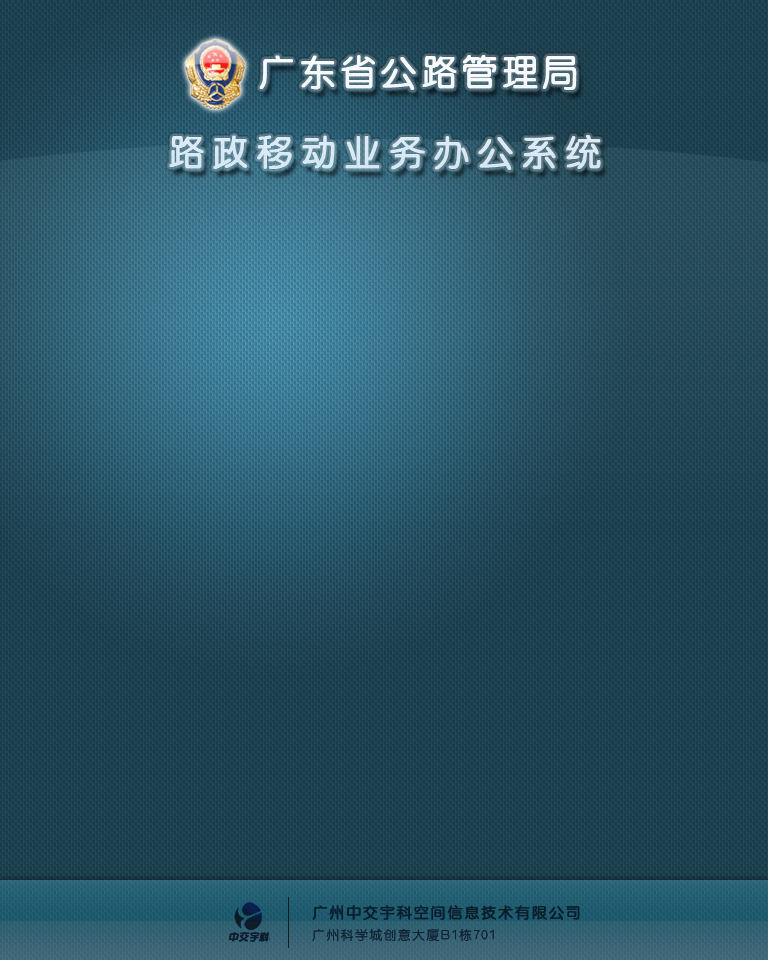 广东省公路管理局
路政移动业务办公系统
中交宇科
广州中交宇科空间信息技术有限公司
广州科学城创意大厦B1栋701